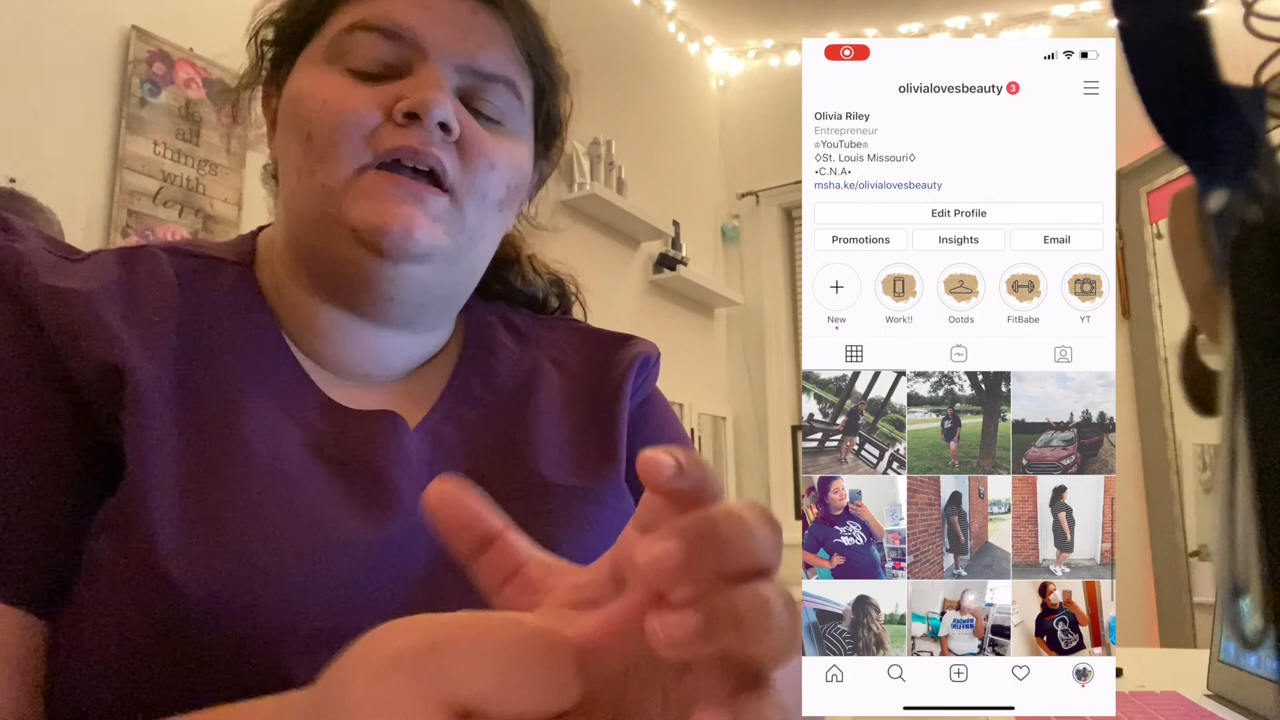 do
all
things
with
love
olivialovesbeauty 3
Olivia Riley
Entrepreneur
♔YouTube♔
◊St. Louis Missouri◊
•C.N.A•
msha.ke/olivialovesbeauty
Edit Profile
Promotions Insights Email
New Work!! Ootds FitBabe YT